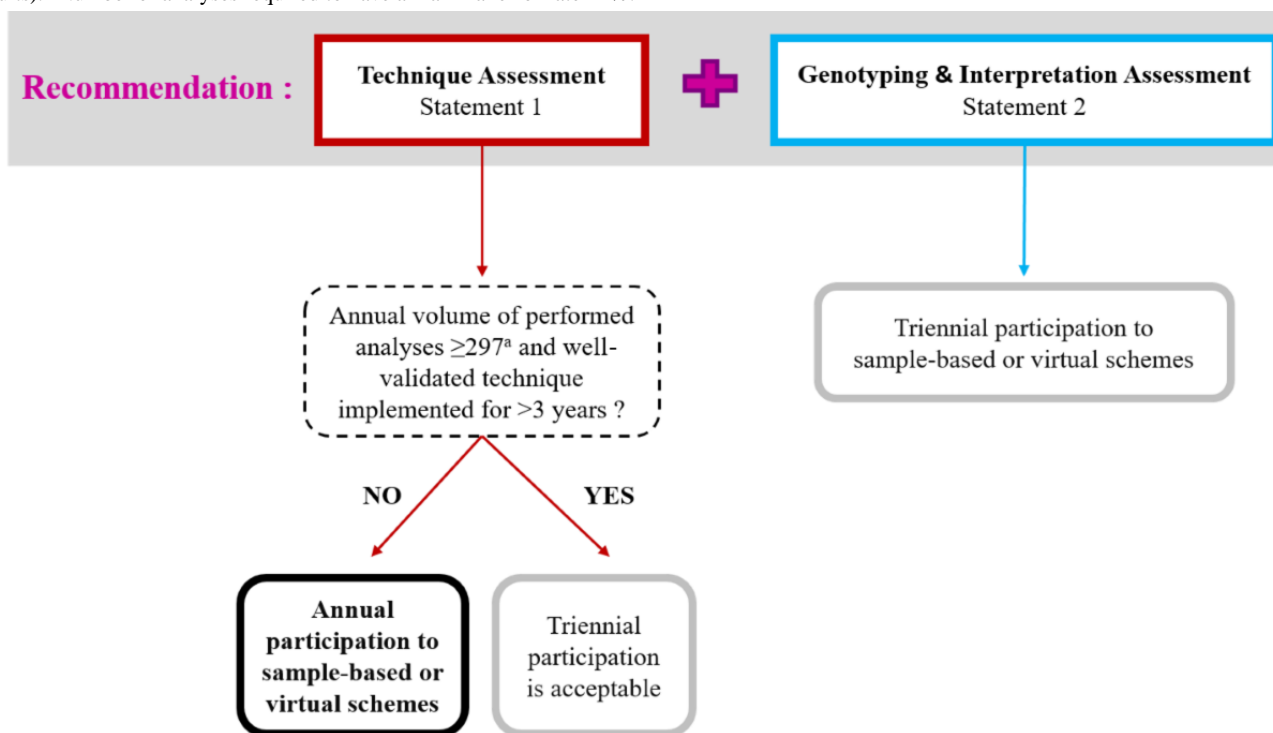 Recommendation :
Technique Assessment
Statement 1
Genotyping & Interpretation Assessment
Statement 2
Annual volume of performed
analyses ≥297ᵃ and well-
validated technique
implemented for >3 years ?
Triennial participation to
sample-based or virtual schemes
NO
YES
Annual
participation to
sample-based or
virtual schemes
Triennial
participation
is acceptable